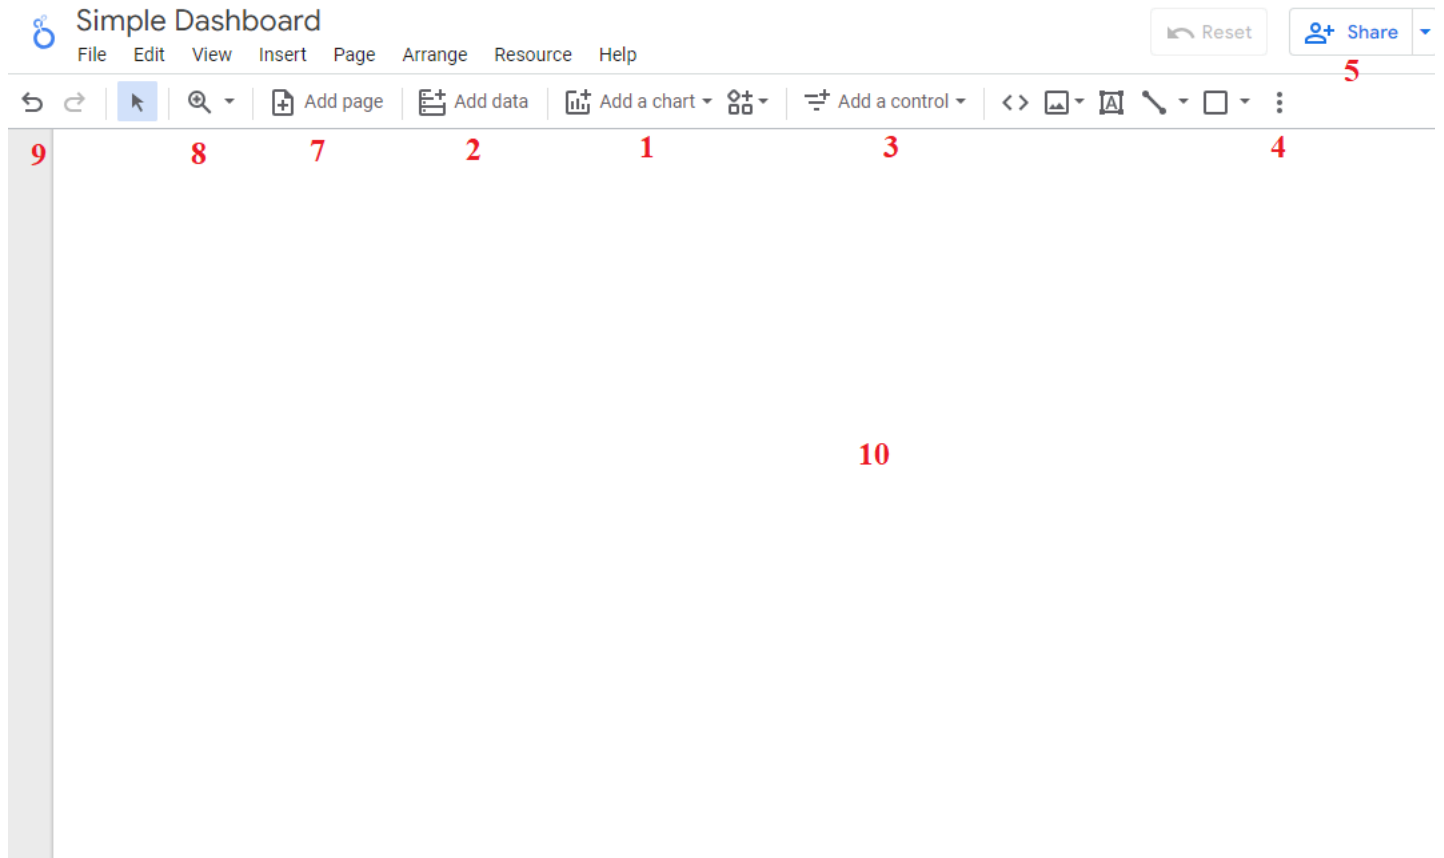 Simple Dashboard
File Edit View Insert Page Arrange Resource Help
Reset
Share
5
Add page
Add data
Add a chart
Add a control
A
9
8
7
2
1
3
4
10